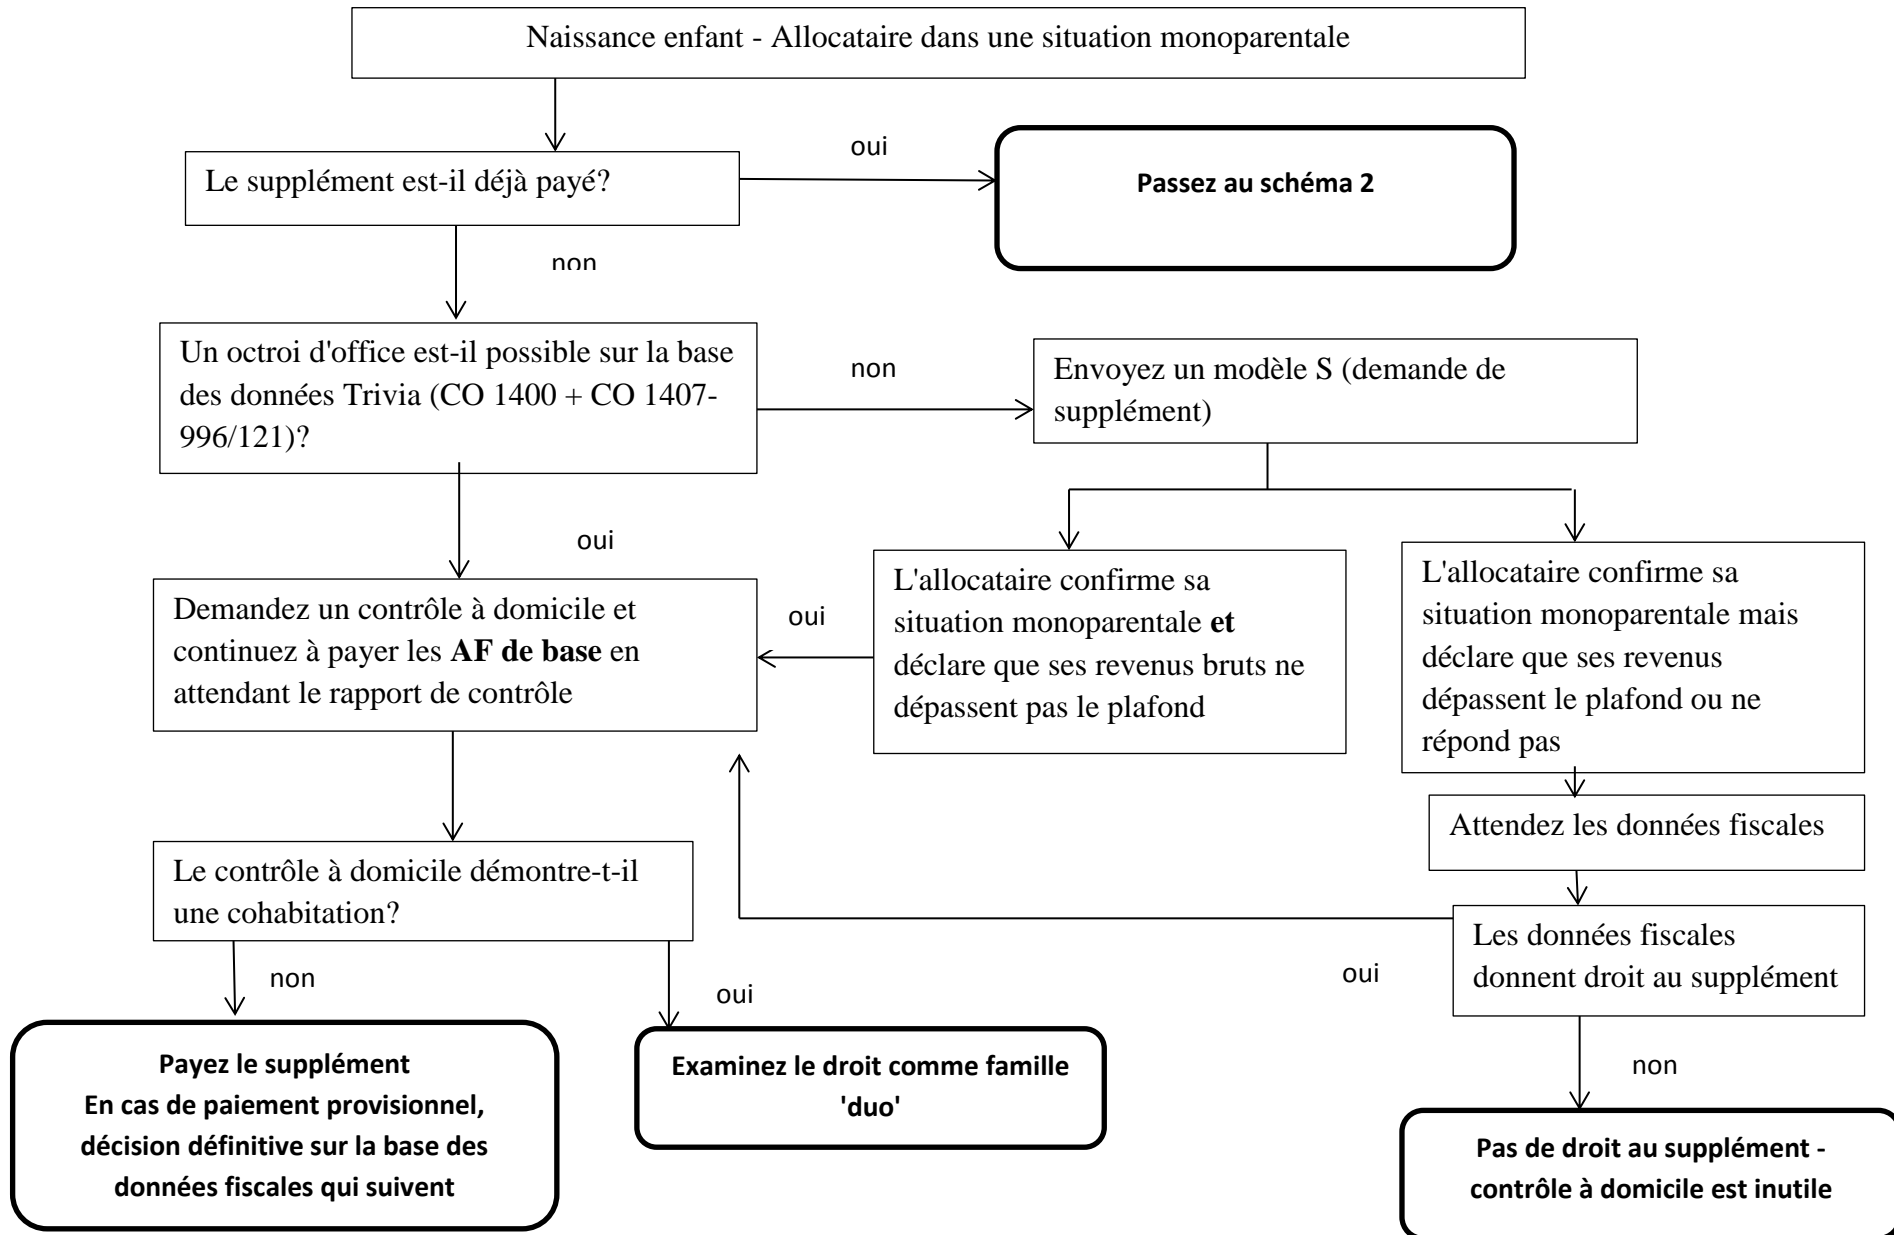 Naissance enfant - Allocataire dans une situation monoparentale
oui
Le supplément est-il déjà payé?
Passez au schéma 2
non
Un octroi d'office est-il possible sur la base
des données Trivia (CO 1400 + CO 1407-
996/121)?
non
Envoyez un modèle S (demande de
supplément)
oui
L'allocataire confirme sa
situation monoparentale et
déclare que ses revenus bruts ne
dépassent pas le plafond
L'allocataire confirme sa
situation monoparentale mais
déclare que ses revenus
dépassent le plafond ou ne
répond pas
Demandez un contrôle à domicile et
continuez à payer les AF de base en
attendant le rapport de contrôle
oui
Attendez les données fiscales
Le contrôle à domicile démontre-t-il
une cohabitation?
Les données fiscales
donnent droit au supplément
non
oui
oui
Payez le supplément
En cas de paiement provisionnel,
décision définitive sur la base des
données fiscales qui suivent
Examinez le droit comme famille
'duo'
non
Pas de droit au supplément -
contrôle à domicile est inutile